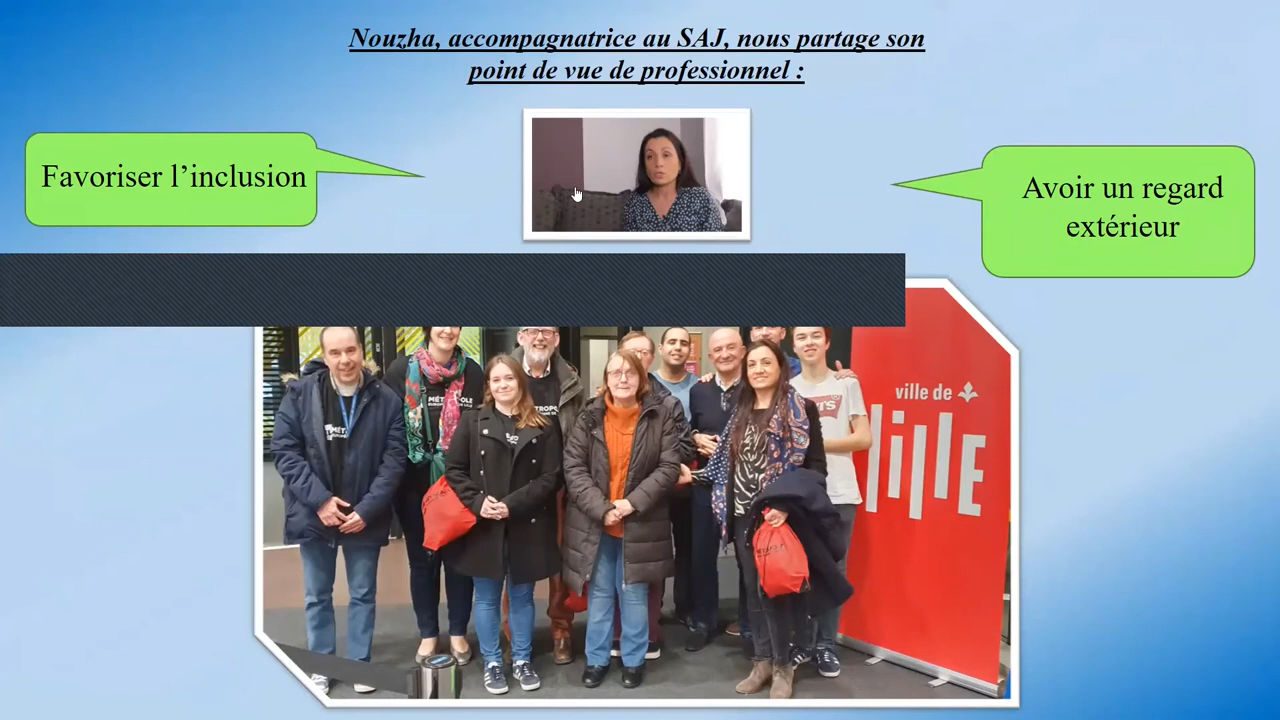 Nouzha, accompagnatrice au SAJ, nous partage son
point de vue de professionnel :
Favoriser l’inclusion
Avoir un regard
extérieur
ville de
lille